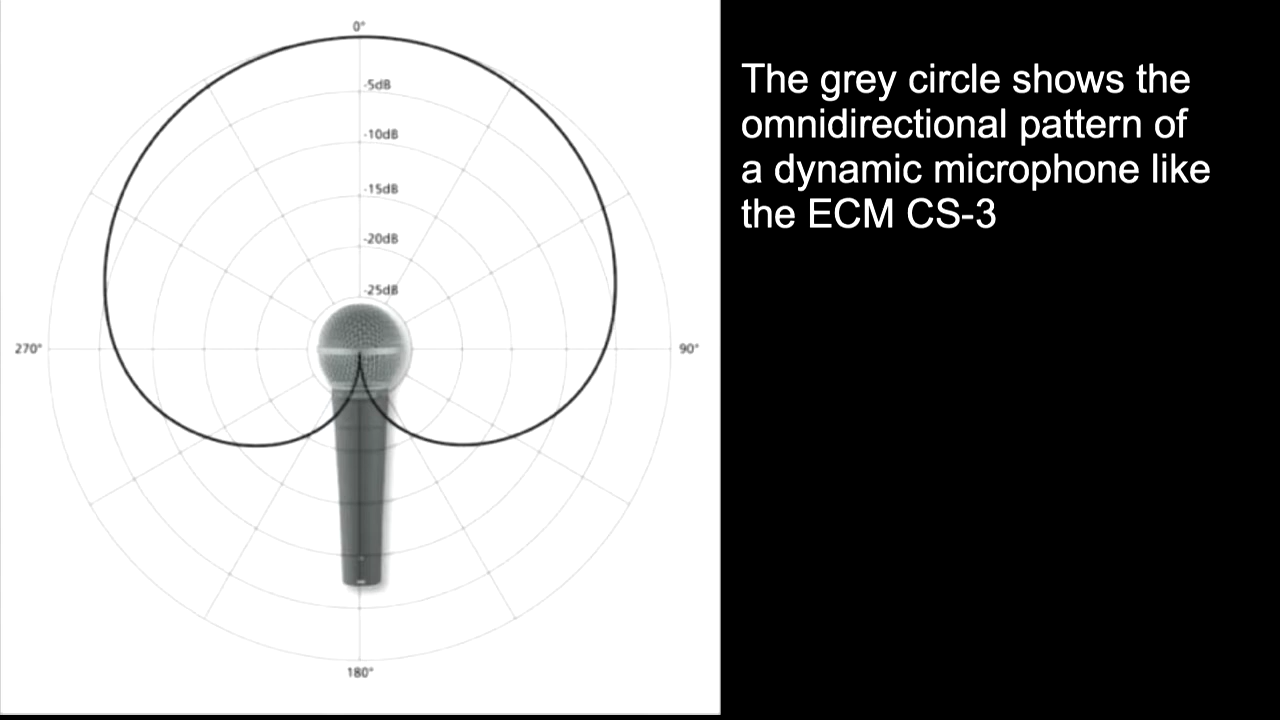 0°
-5dB
-10dB
-15dB
-20dB
-25dB
270°
90°
180°
The grey circle shows the
omnidirectional pattern of
a dynamic microphone like
the ECM CS-3